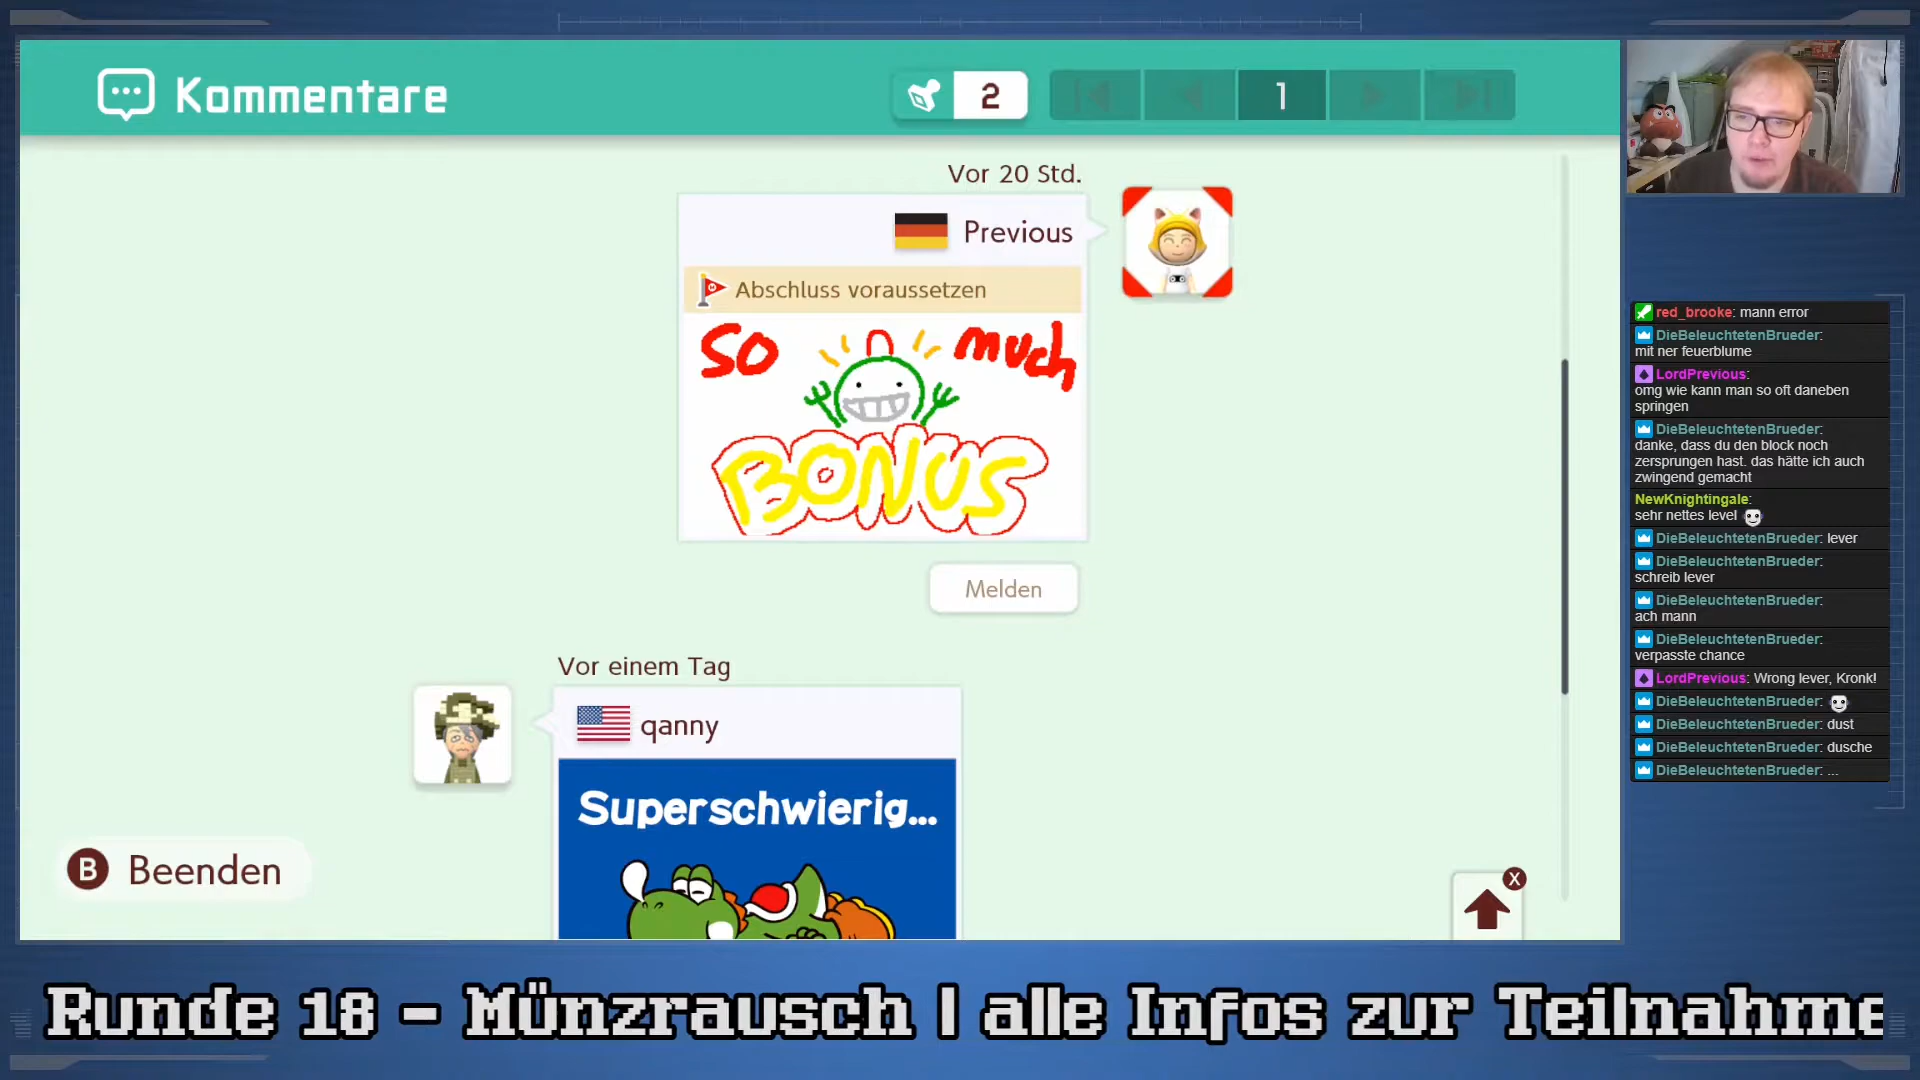 Kommentare
2
1
Vor 20 Std.
Previous
Abschluss voraussetzen
SO much
BONUS
Melden
Vor einem Tag
qanny
Superschwierig...
B Beenden
X
red_brooke: mann error
DieBeleuchtetenBrueder:
mit ner feuerblume
LordPrevious:
omg wie kann man so oft daneben
springen
DieBeleuchtetenBrueder:
danke, dass du den block noch
zersprungen hast. das hätte ich auch
zwingend gemacht
NewKnightingale:
sehr nettes level
DieBeleuchtetenBrueder: lever
DieBeleuchtetenBrueder:
schreib lever
DieBeleuchtetenBrueder:
ach mann
DieBeleuchtetenBrueder:
verpasste chance
LordPrevious: Wrong lever, Kronk!
DieBeleuchtetenBrueder:
DieBeleuchtetenBrueder: dust
DieBeleuchtetenBrueder: dusche
DieBeleuchtetenBrueder: ...
Runde 18 - Münzrausch | alle Infos zur Teilnahme